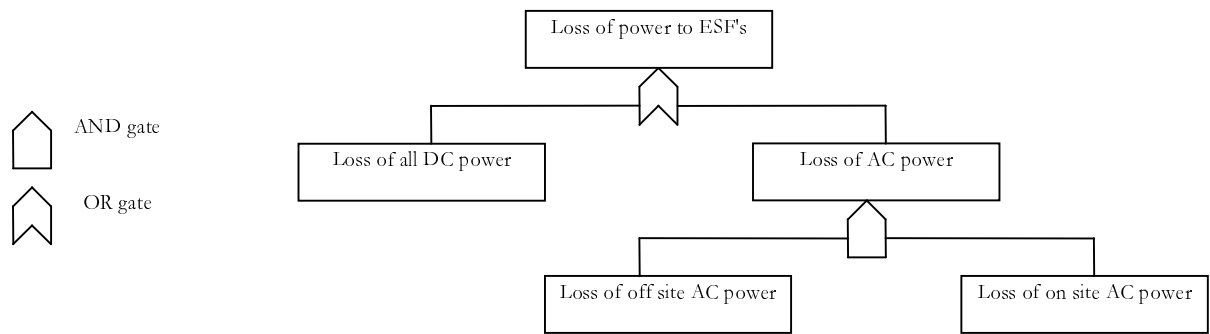 Loss of power to ESF's
AND gate
Loss of all DC power
Loss of AC power
OR gate
Loss of off site AC power
Loss of on site AC power